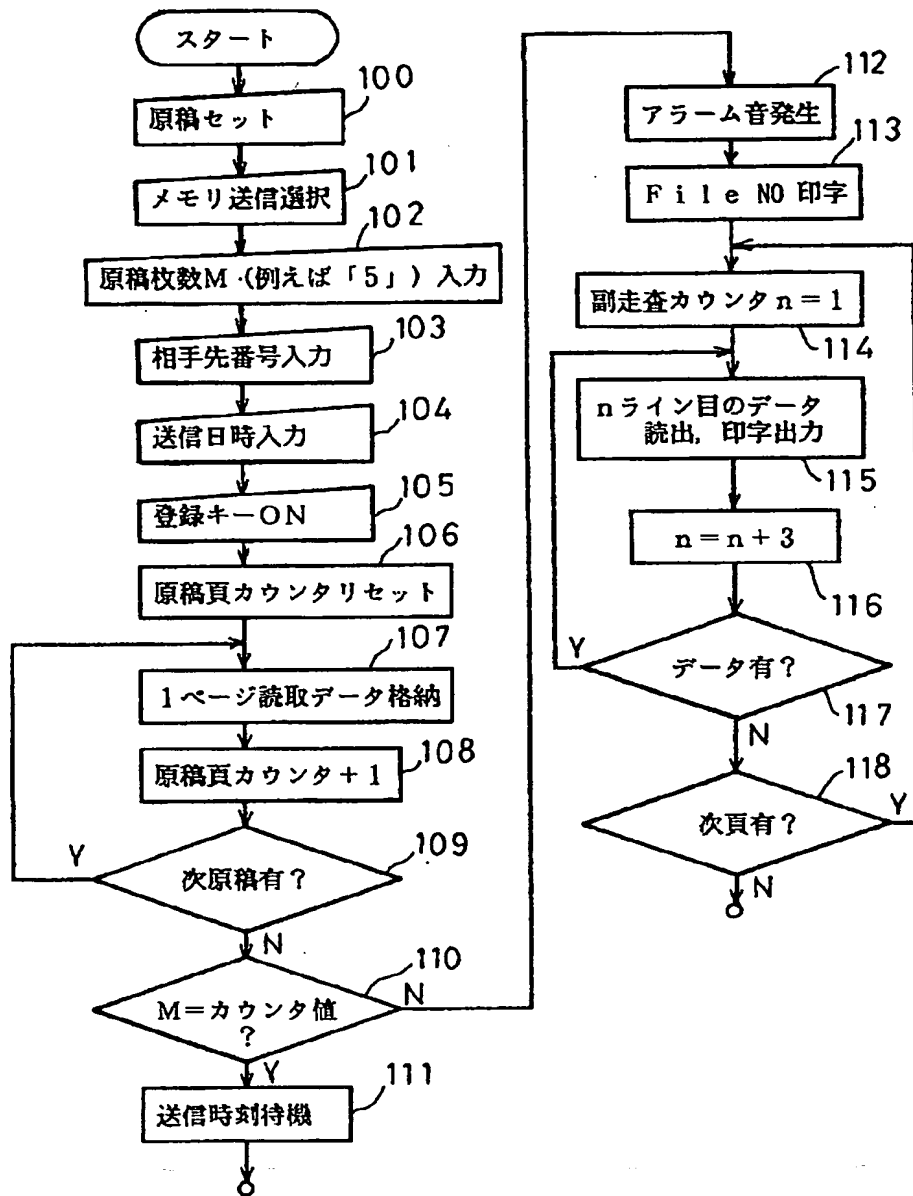 スタート
100
原稿セット
101
メモリ送信選択
102
原稿枚数M・(例えば「5」)入力
103
相手先番号入力
104
送信日時入力
105
登録キーON
106
原稿頁カウンタリセット
107
1ページ読取データ格納
108
原稿頁カウンタ+1
109
次原稿有?
Y
N
110
M=カウンタ値
?
N
Y
111
送信時刻待機
112
アラーム音発生
113
File NO 印字
副走査カウンタn=1
114
nライン目のデータ
読出,印字出力
115
n=n+3
116
データ有?
Y
117
N
118
次頁有?
Y
N